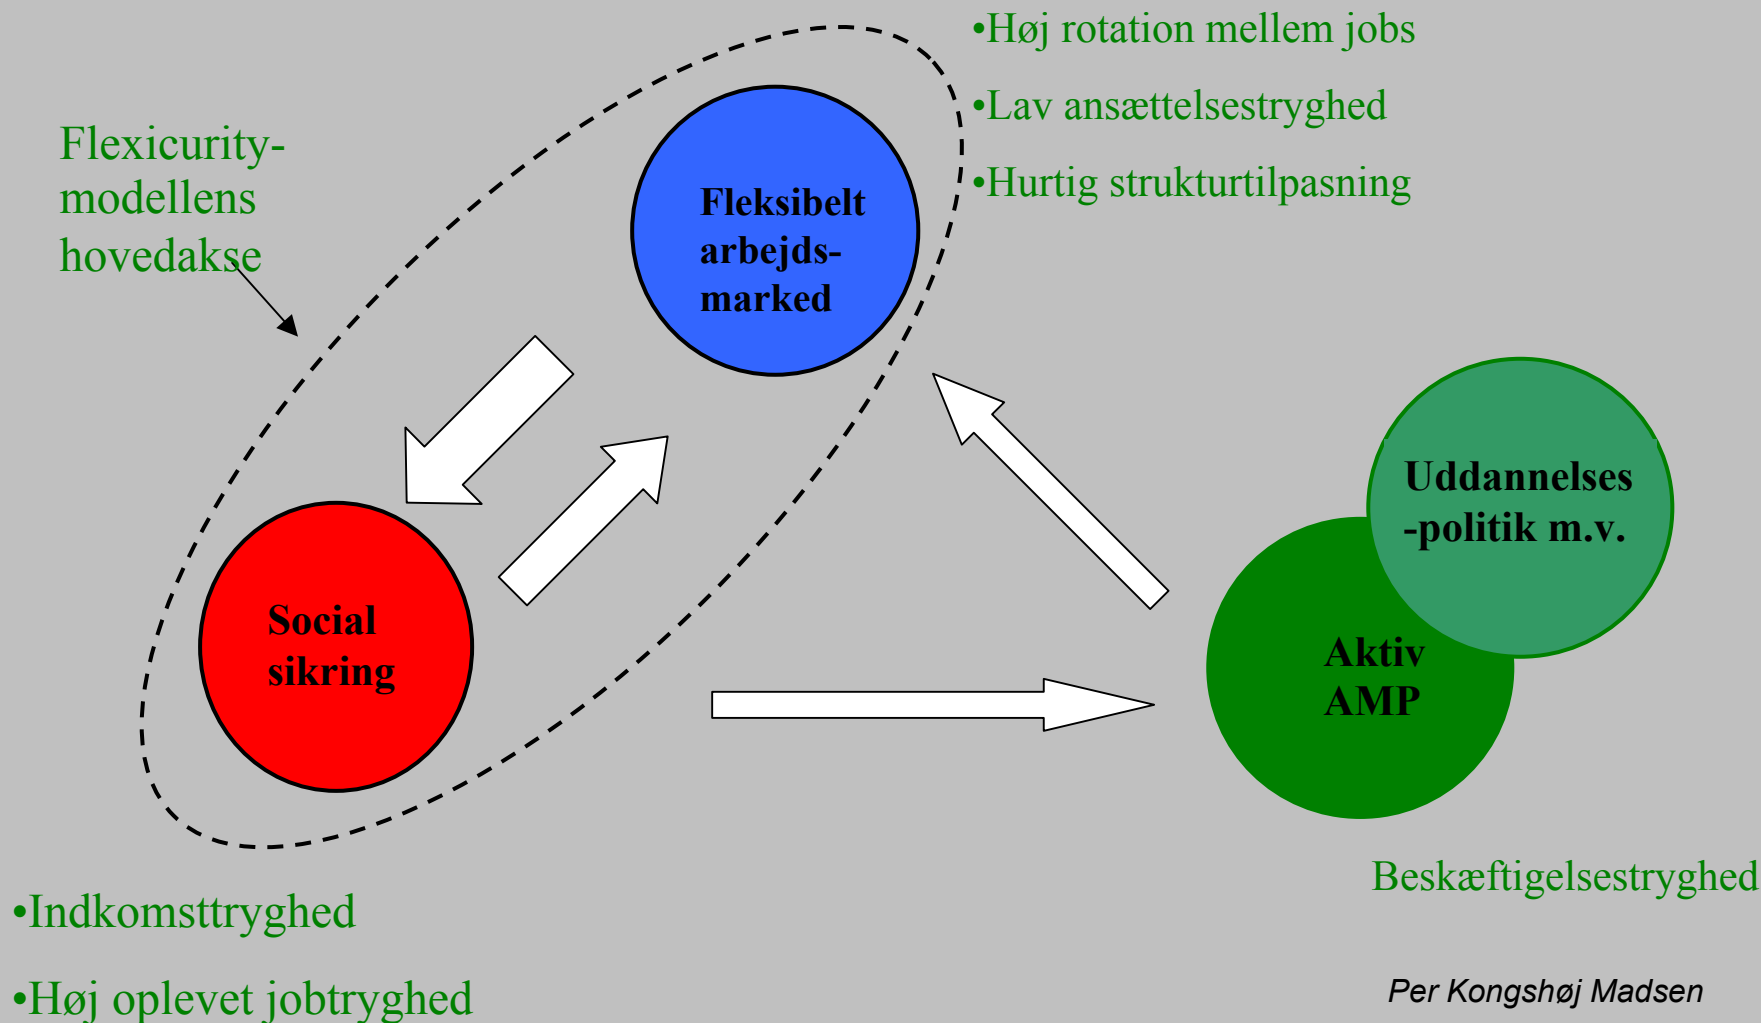 •Høj rotation mellem jobs
•Lav ansættelsestryghed
•Hurtig strukturtilpasning
Flexicurity-
modellens
hovedakse
Fleksibelt
arbejds-
marked
Uddannelses
-politik m.v.
Social
sikring
Aktiv
AMP
Beskæftigelsestryghed
•Indkomsttryghed
•Høj oplevet jobtryghed
Per Kongshøj Madsen